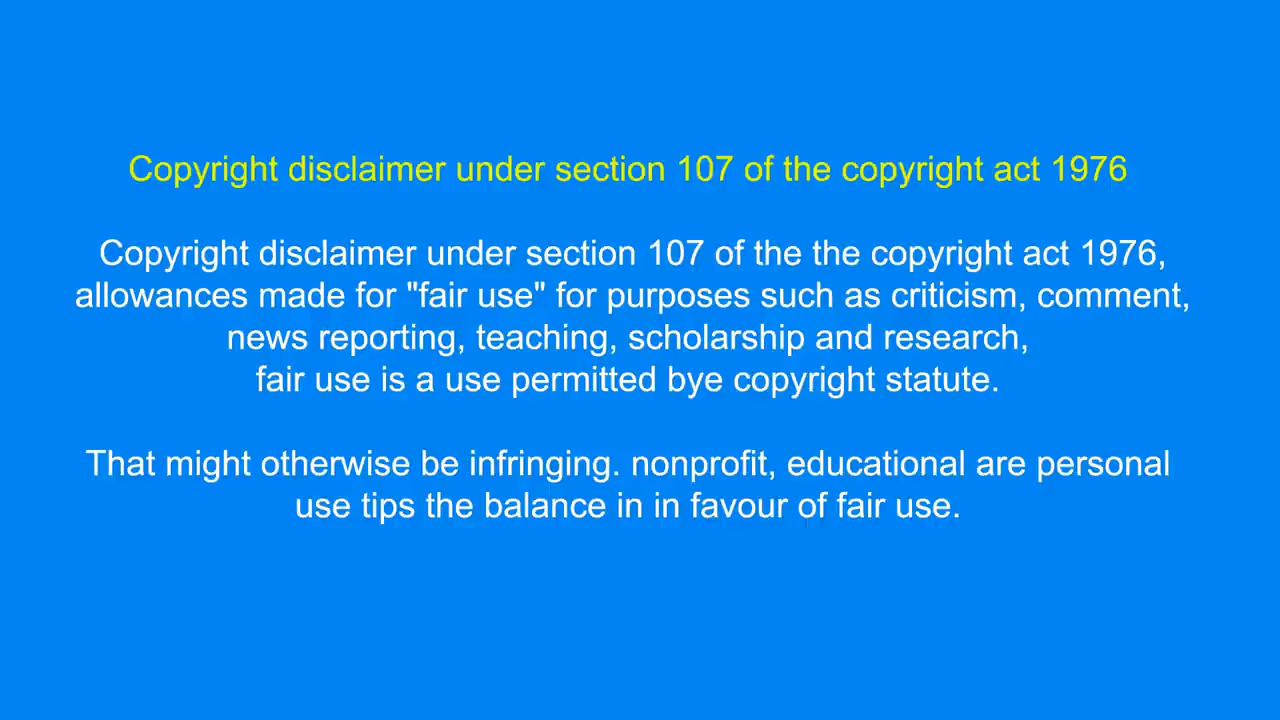 Copyright disclaimer under section 107 of the copyright act 1976
Copyright disclaimer under section 107 of the the copyright act 1976,
allowances made for "fair use" for purposes such as criticism, comment,
news reporting, teaching, scholarship and research,
fair use is a use permitted bye copyright statute.
That might otherwise be infringing. nonprofit, educational are personal
use tips the balance in in favour of fair use.